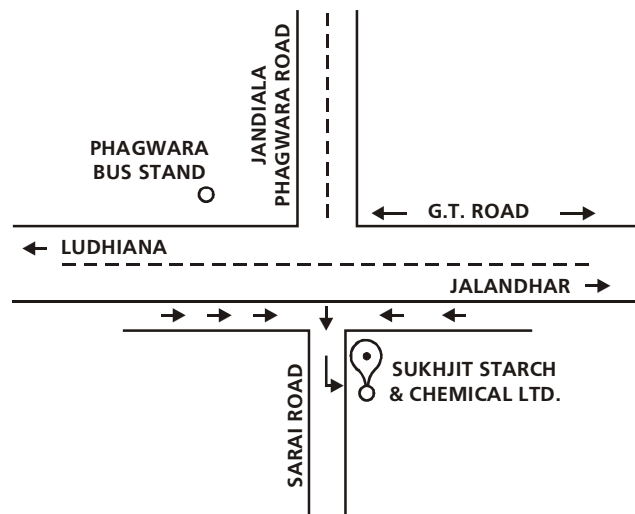 JANDIALA
PHAGWARA ROAD
PHAGWARA
BUS STAND
G.T. ROAD
LUDHIANA
JALANDHAR
SUKHJIT STARCH
& CHEMICAL LTD.
SARAI ROAD